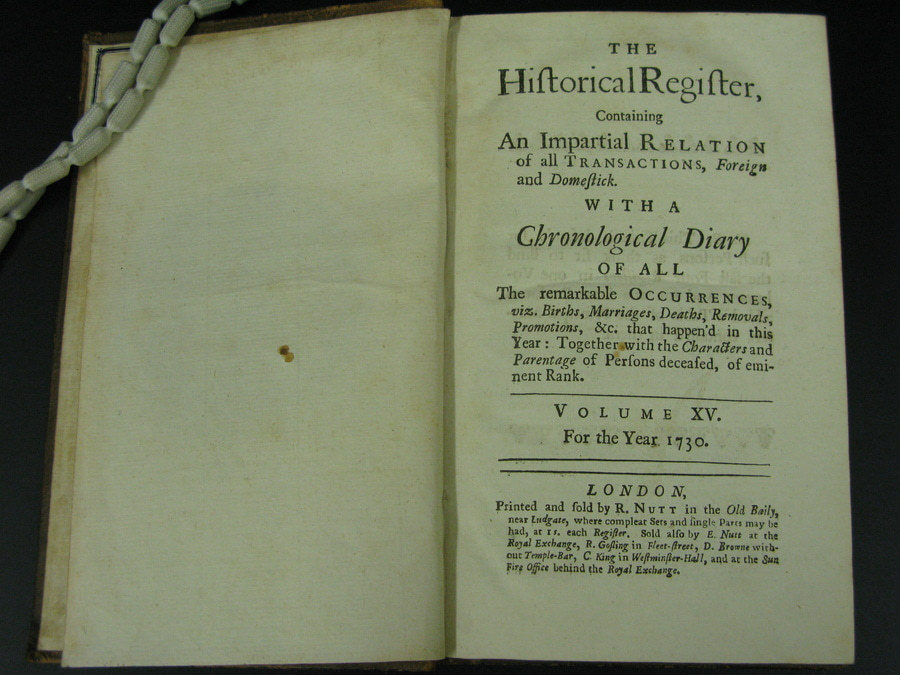 THE
Hiſtorical Regiſter,
Containing
An Impartial RELATION
of all TRANSACTIONS, Foreign
and Domeſtick.
WITH A
Chronological Diary
OF ALL
The remarkable OCCURRENCES,
viz. Births, Marriages, Deaths, Removals,
Promotions, &c. that happen'd in this
Year: Together with the Characters and
Parentage of Perſons deceaſed, of emi-
nent Rank.
VOLUME XV.
For the Year 1730.
LONDON,
Printed and ſold by R. NUTT in the Old Baily,
near Ludgate, where compleat Sets and ſingle Parts may be
had, at 1s. each Regiſter. Sold alſo by E. Nutt at the
Royal Exchange, R. Goſling in Fleet-ſtreet, D. Browne with-
out Temple-Bar, C. King in Weſtminſter-Hall, and at the Sun
Fire Office behind the Royal Exchange.